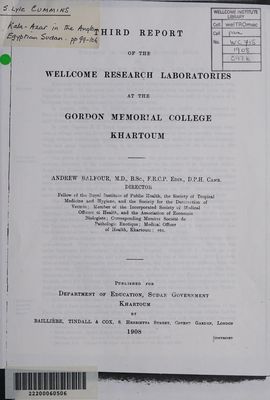 S. Lyle CUMMINS
Kala-Azar in the Anglo-
Egyptian Sudan. pp
WELLCOME INSTITUTE
LIBRARY
Coll. welTROmec
Call pam
No. WC715
1908
THIRD REPORT
OF THE
WELLCOME RESEARCH LABORATORIES
AT THE
GORDON MEMORIAL COLLEGE
KHARTOUM
ANDREW BALFOUR, M.D., B.Sc., F.R.C.P. Edin., D.P.H. Camb.
DIRECTOR
Fellow of the Royal Institute of Public Health, the Society of Tropical
Medicine and Hygiene, and the Society for the Destruction of
Vermin; Member of the Incorporated Society of Medical
Officers of Health, and the Association of Economic
Biologists; Corresponding Membre Société de
Pathologie Exotique; Medical Officer
of Health, Khartoum; etc.
Published for
Department of Education, Sudan Government
Khartoum
BY
BAILLIÈRE, TINDALL & COX, 8 Henrietta Street, Covent Garden, London
1908
[COPYRIGHT
22200060506